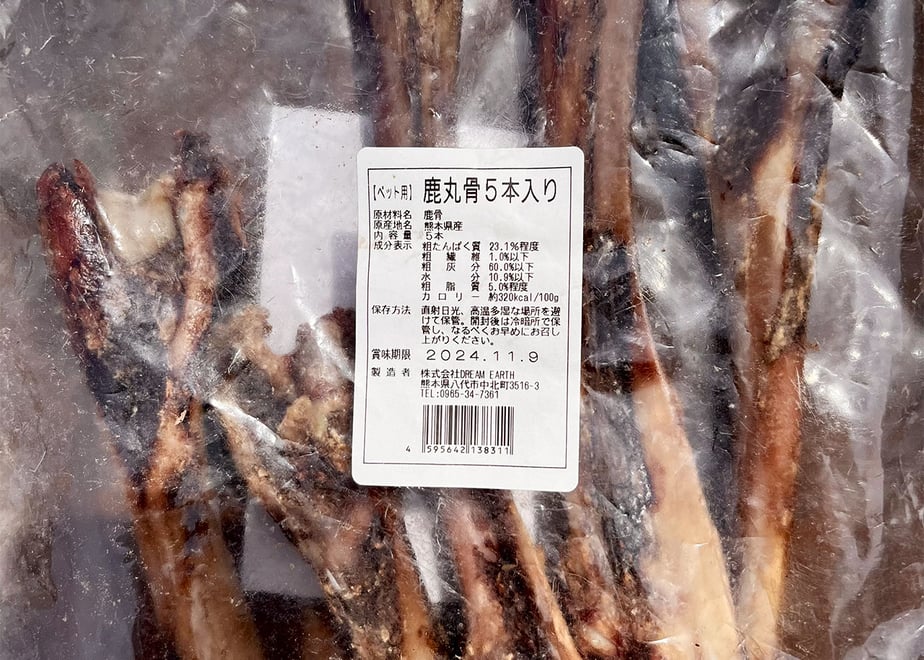 【ペット用】 鹿丸骨5本入り
原材料名 鹿骨
原産地名 熊本県産
内容量 5本
成分表示 粗たんぱく質 23.1%程度
粗繊維 1.0%以下
粗灰分 60.0%以下
水分 10.9%以下
粗脂質 5.0%程度
カロリー 約320kcal/100g
保存方法 直射日光、高温多湿な場所を避
けて保管。開封後は冷暗所で保
管し、なるべくお早めにお召し
上がりください。
賞味期限 2024.11.9
製造者 株式会社DREAM EARTH
熊本県八代市中北町3516-3
TEL:0965-34-7361
4 595642 138311